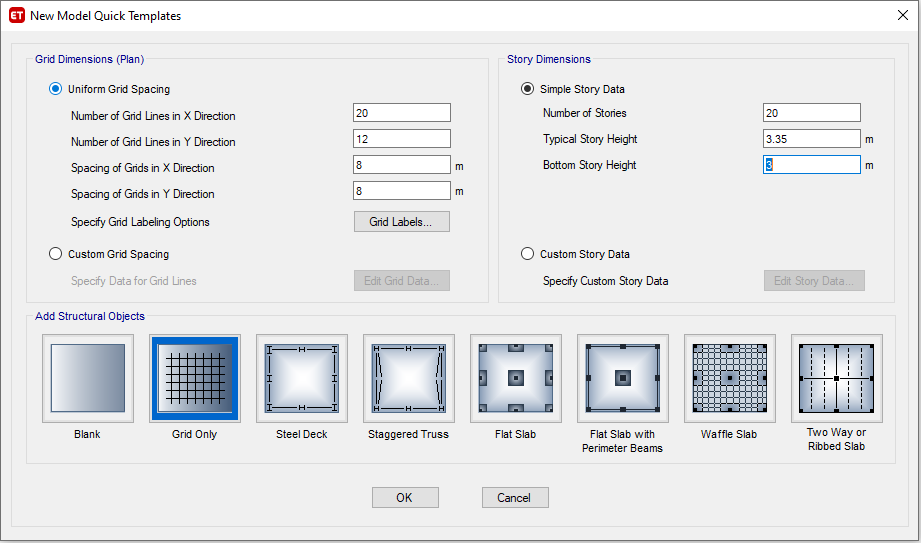 ET New Model Quick Templates
Grid Dimensions (Plan)
Uniform Grid Spacing
Number of Grid Lines in X Direction 20
Number of Grid Lines in Y Direction 12
Spacing of Grids in X Direction 8 m
Spacing of Grids in Y Direction 8 m
Specify Grid Labeling Options Grid Labels...
Custom Grid Spacing
Specify Data for Grid Lines Edit Grid Data...
Story Dimensions
Simple Story Data
Number of Stories 20
Typical Story Height 3.35 m
Bottom Story Height 3 m
Custom Story Data
Specify Custom Story Data Edit Story Data...
Add Structural Objects
Blank
Grid Only
Steel Deck
Staggered Truss
Flat Slab
Flat Slab with
Perimeter Beams
Waffle Slab
Two Way or
Ribbed Slab
OK Cancel